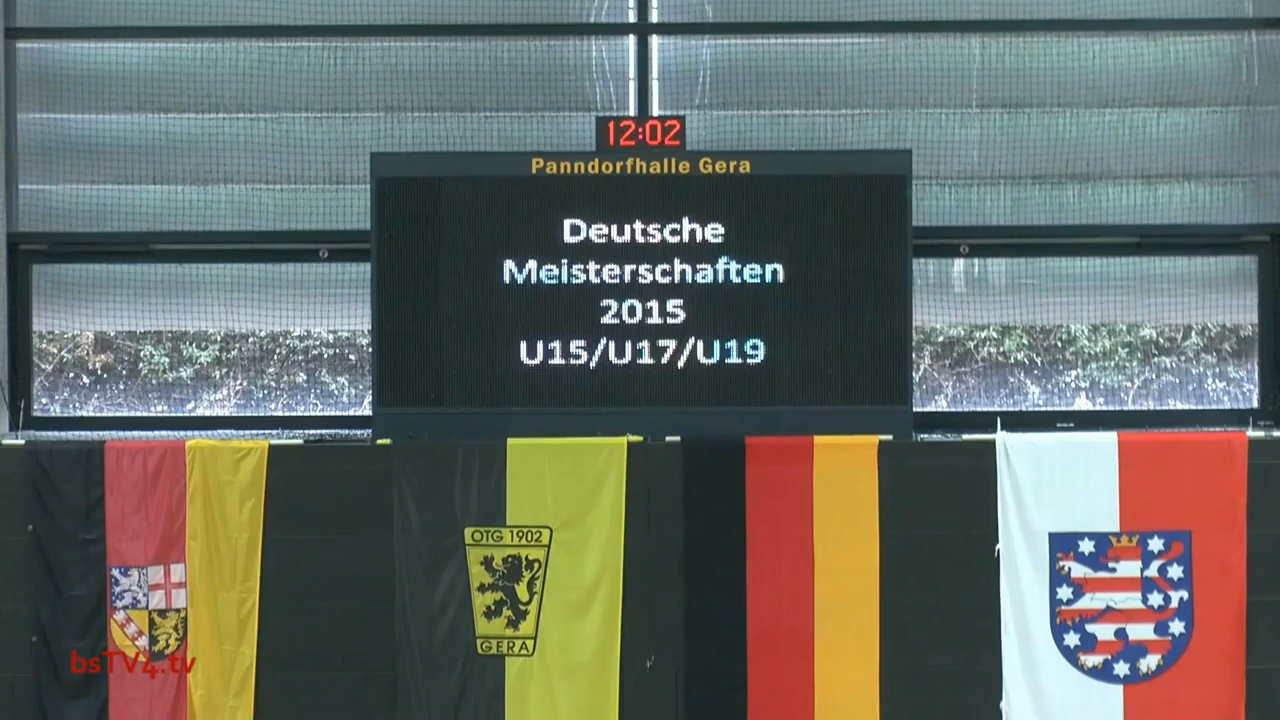 12:02
Panndorfhalle Gera
Deutsche
Meisterschaften
2015
U15/U17/U19
OTG 1902
GERA
bsTV4.tv